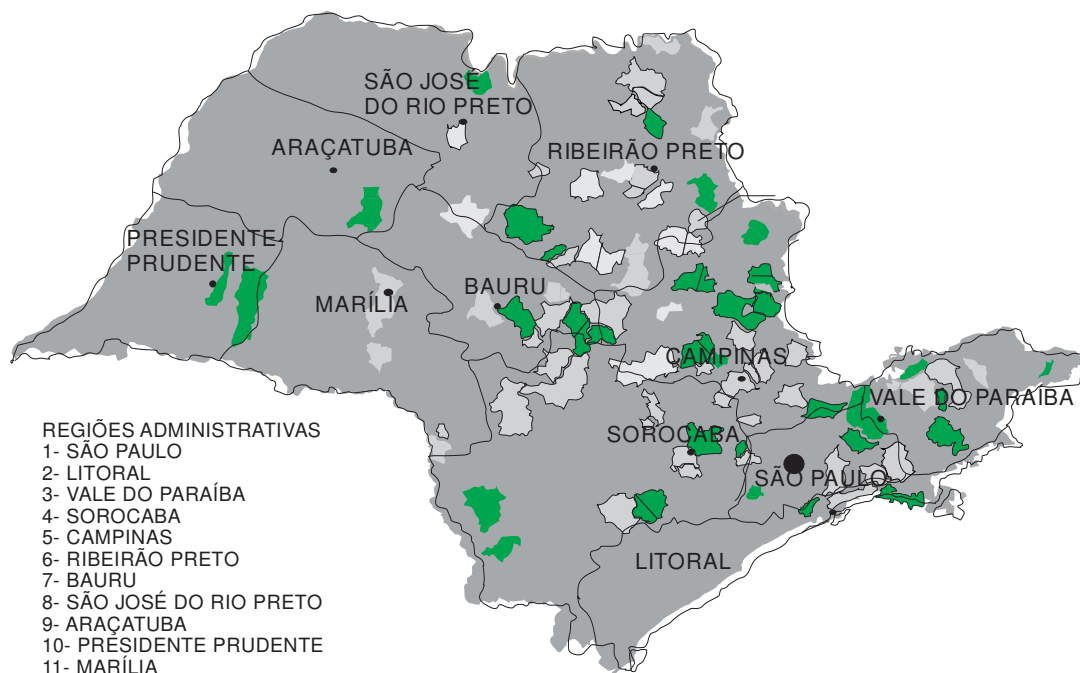 SÃO JOSÉ
DO RIO PRETO
ARAÇATUBA
RIBEIRÃO PRETO
PRESIDENTE
PRUDENTE
MARÍLIA
BAURU
CAMPINAS
VALE DO PARAÍBA
SOROCABA
SÃO PAULO
LITORAL
REGIÕES ADMINISTRATIVAS
1- SÃO PAULO
2- LITORAL
3- VALE DO PARAÍBA
4- SOROCABA
5- CAMPINAS
6- RIBEIRÃO PRETO
7- BAURU
8- SÃO JOSÉ DO RIO PRETO
9- ARAÇATUBA
10- PRESIDENTE PRUDENTE
11- MARÍLIA